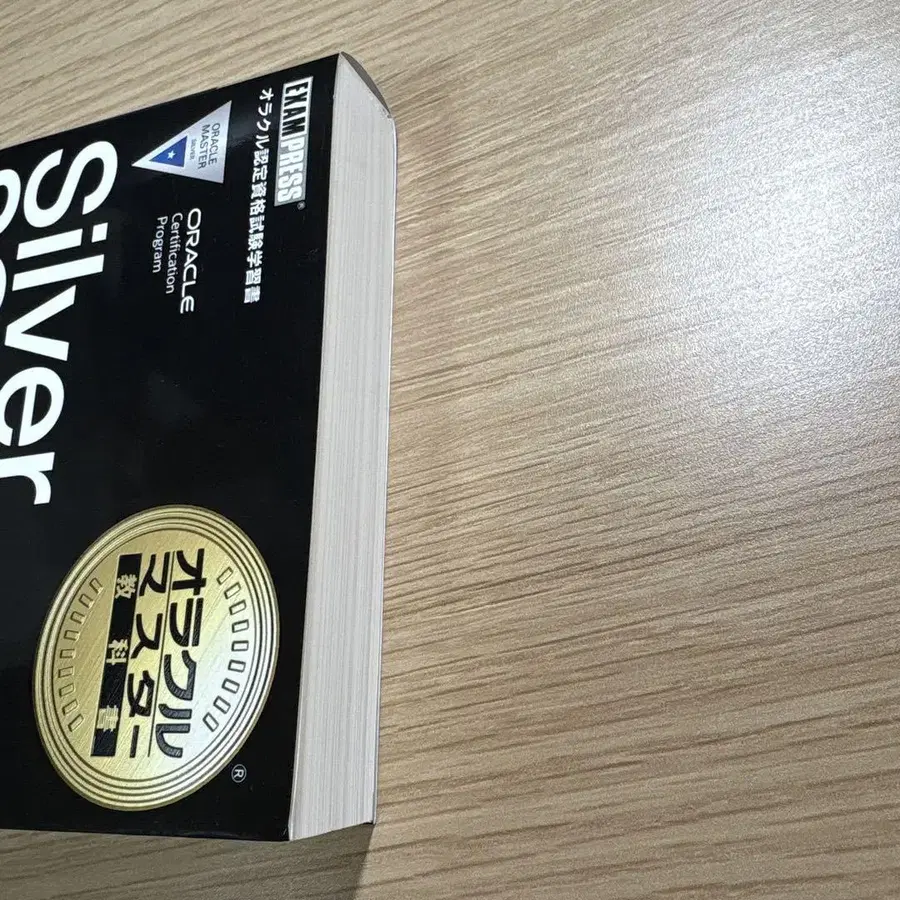 EXAMPRESS®
オラクル認定資格試験学習書
ORACLE
MASTER
SILVER
ORACLE
Certification
Program
Silver
オラクル
マスター
教科書
®